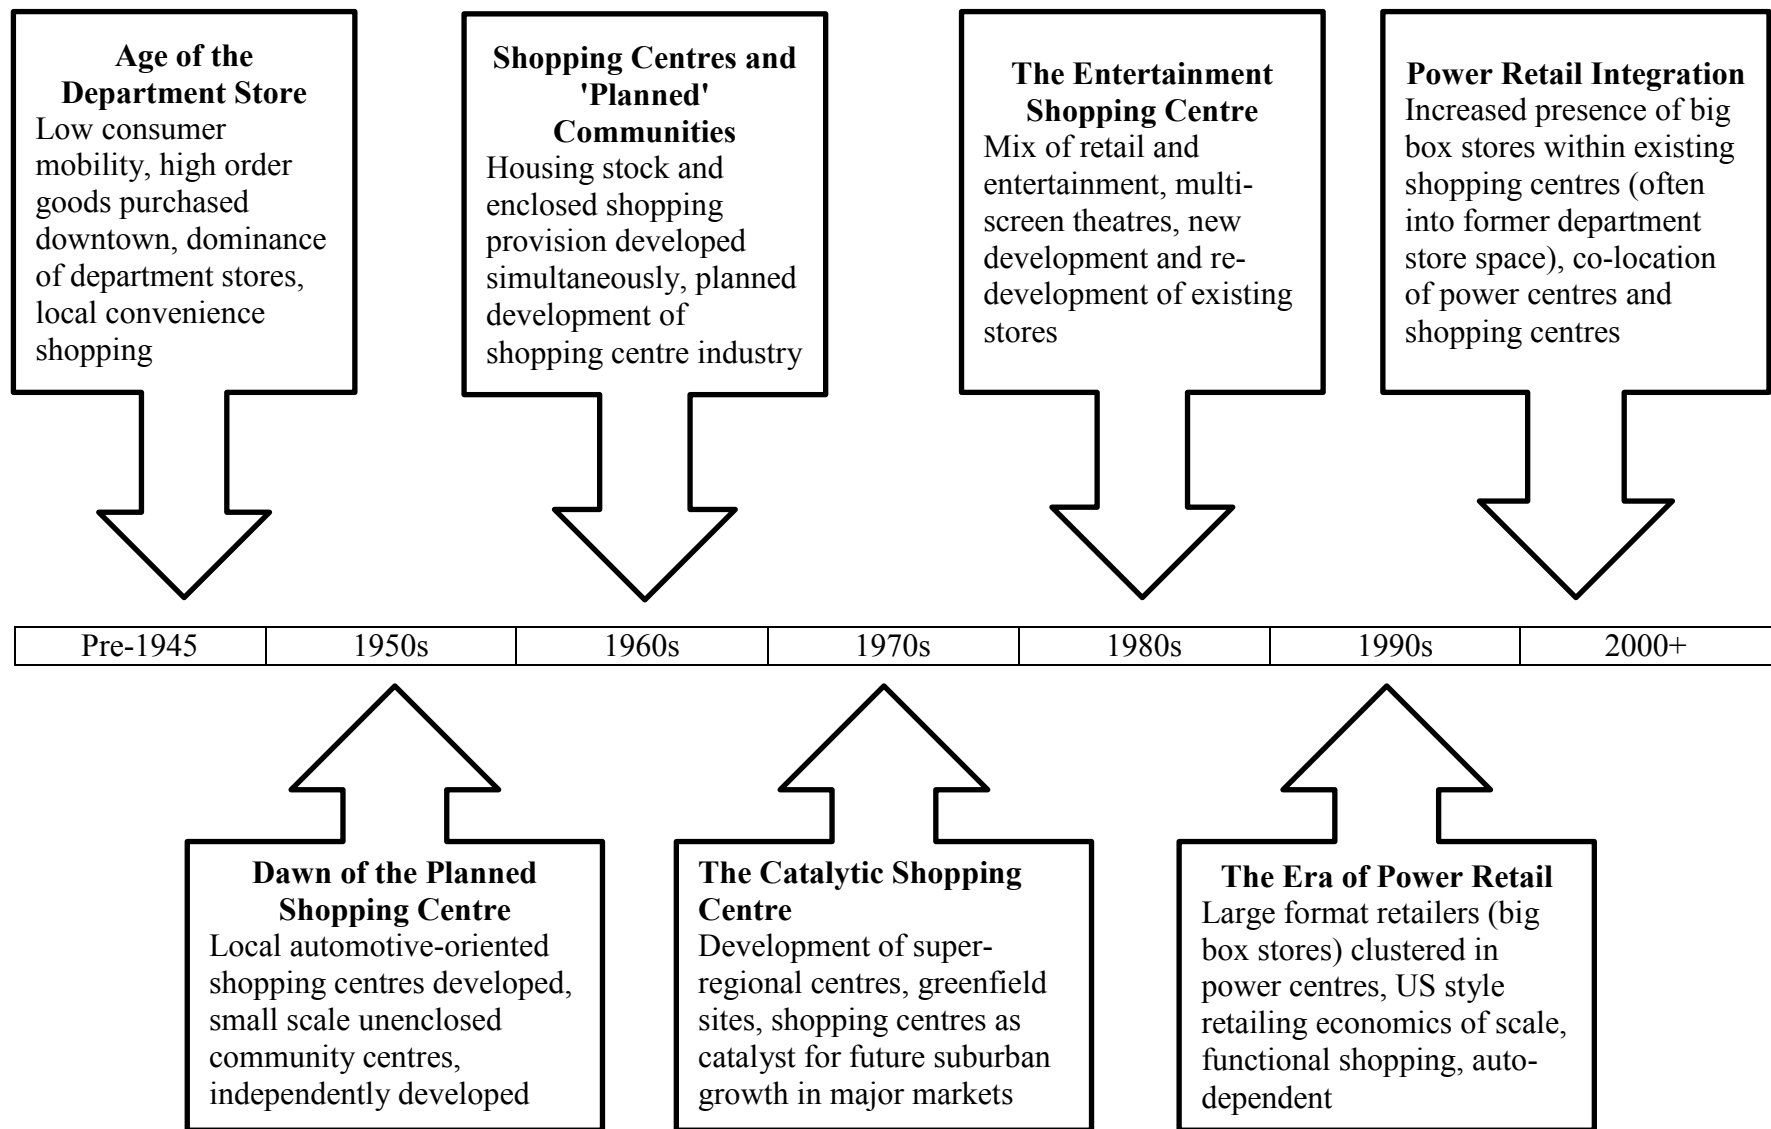 Age of the
Department Store
Low consumer
mobility, high order
goods purchased
downtown, dominance
of department stores,
local convenience
shopping
Shopping Centres and
'Planned'
Communities
Housing stock and
enclosed shopping
provision developed
simultaneously, planned
development of
shopping centre industry
The Entertainment
Shopping Centre
Mix of retail and
entertainment, multi-
screen theatres, new
development and re-
development of existing
stores
Power Retail Integration
Increased presence of big
box stores within existing
shopping centres (often
into former department
store space), co-location
of power centres and
shopping centres
Pre-1945 1950s 1960s 1970s 1980s 1990s 2000+
Dawn of the Planned
Shopping Centre
Local automotive-oriented
shopping centres developed,
small scale unenclosed
community centres,
independently developed
The Catalytic Shopping
Centre
Development of super-
regional centres, greenfield
sites, shopping centres as
catalyst for future suburban
growth in major markets
The Era of Power Retail
Large format retailers (big
box stores) clustered in
power centres, US style
retailing economics of scale,
functional shopping, auto-
dependent